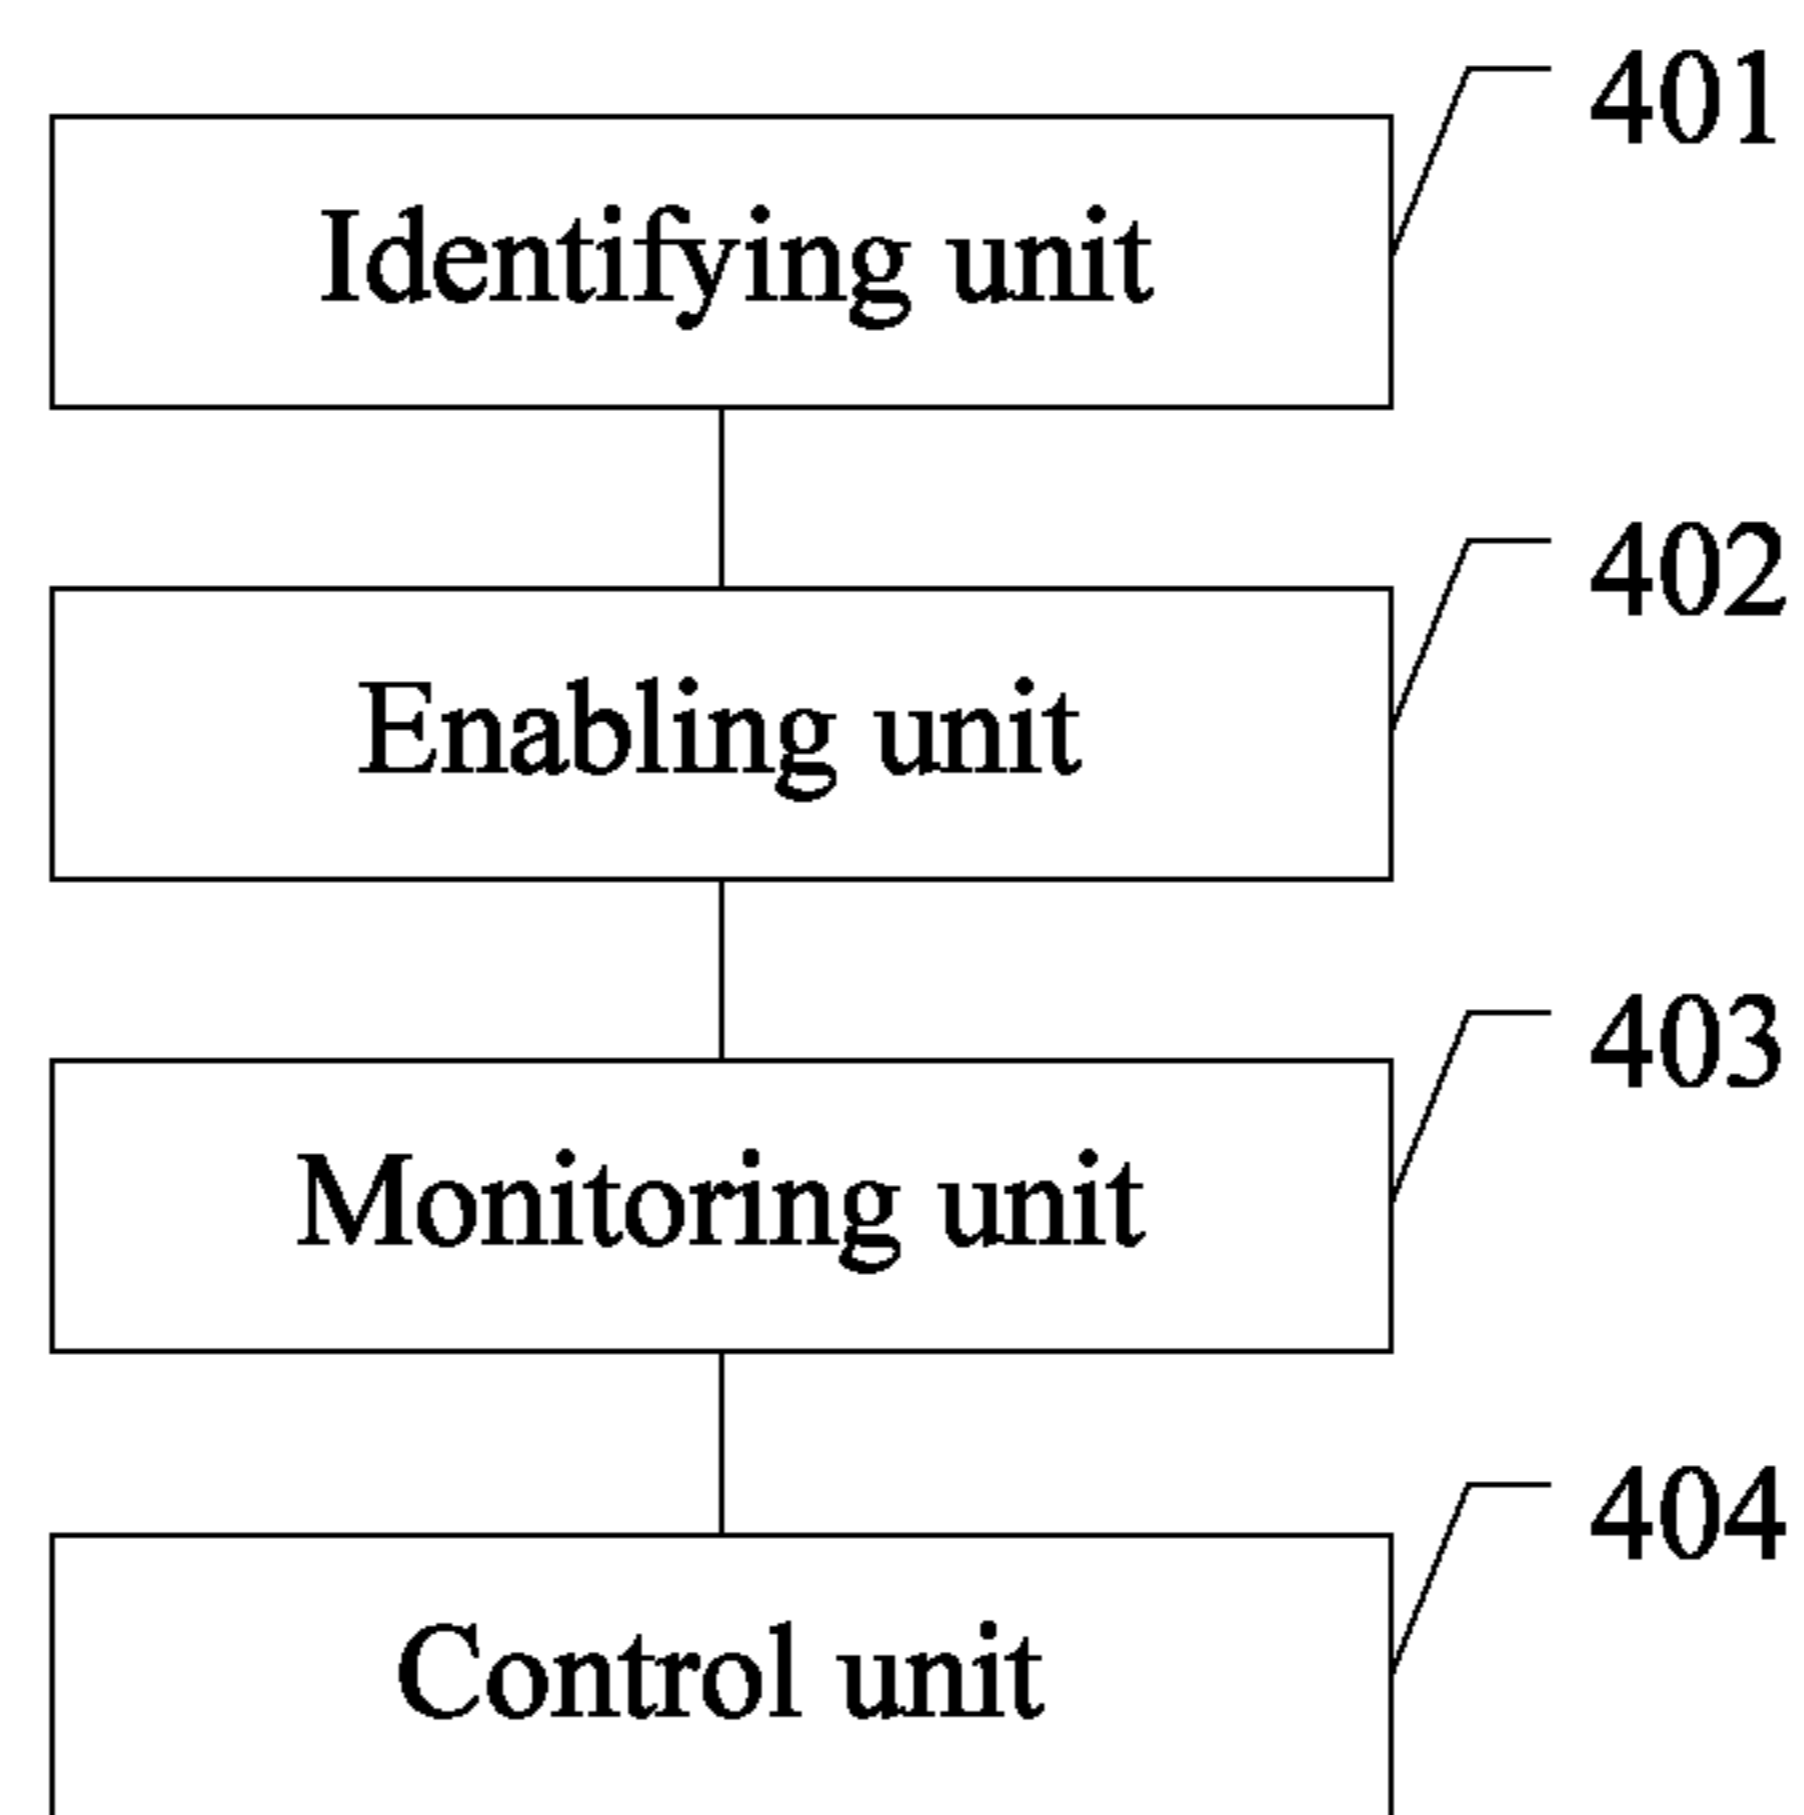 401
Identifying unit
402
Enabling unit
403
Monitoring unit
404
Control unit